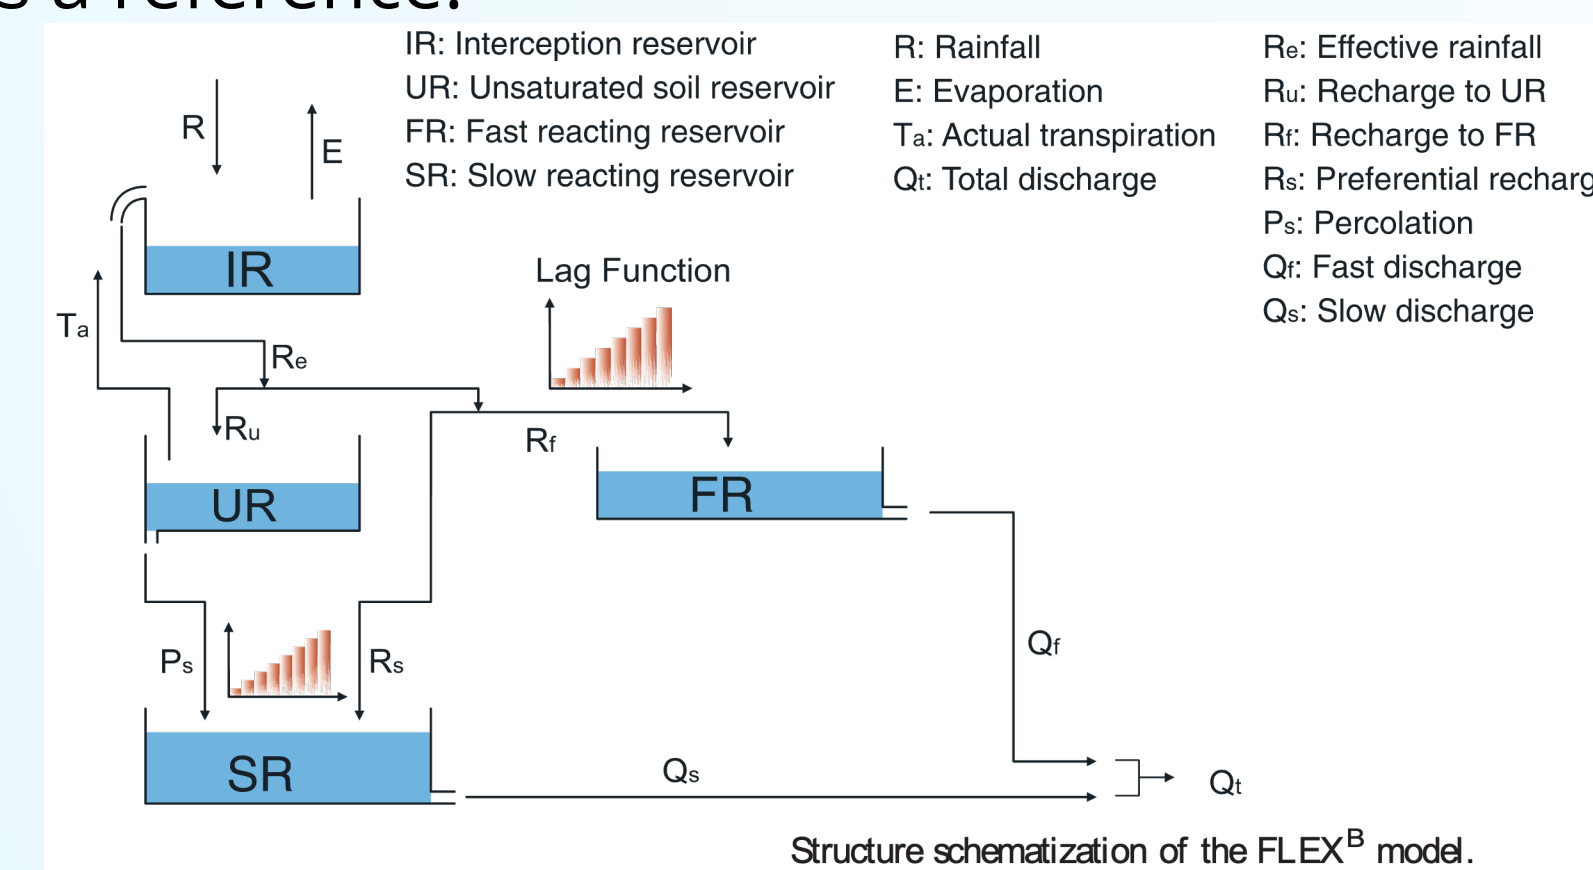 s a reference.
IR: Interception reservoir
UR: Unsaturated soil reservoir
FR: Fast reacting reservoir
SR: Slow reacting reservoir
R: Rainfall
E: Evaporation
Ta: Actual transpiration
Qt: Total discharge
Re: Effective rainfall
Ru: Recharge to UR
Rf: Recharge to FR
Rs: Preferential recharg
Ps: Percolation
Qf: Fast discharge
Qs: Slow discharge
R
E
IR
Lag Function
Ta
Re
Ru
Rf
UR
FR
Ps
Rs
Qf
SR
Qs
Qt
Structure schematization of the FLEXᴮ model.